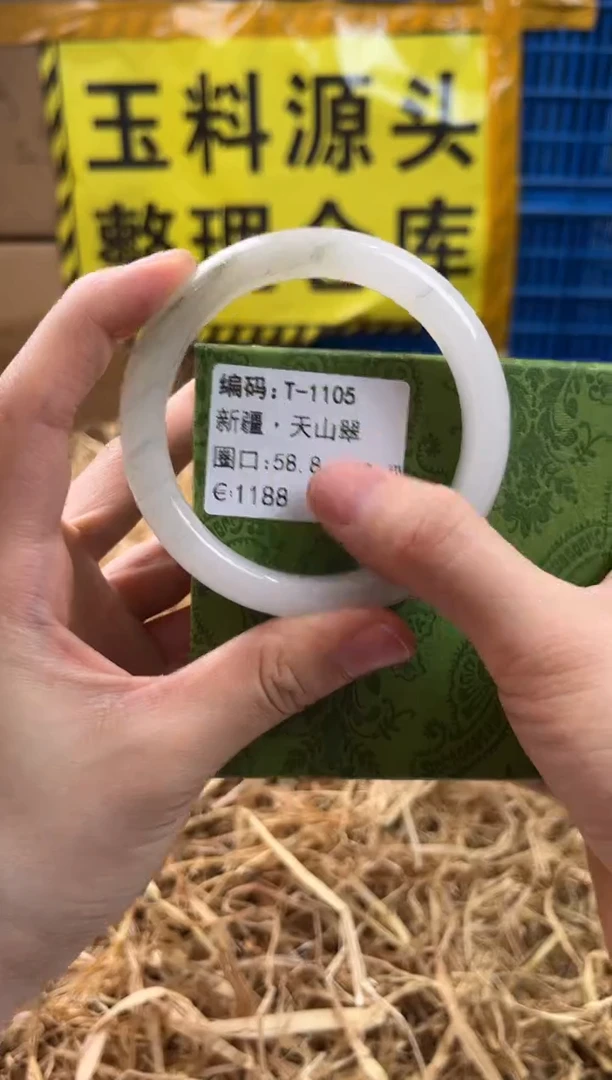 玉料源头
整理仓库
编码:T-1105
新疆·天山翠
圈口:58.8
€:1188